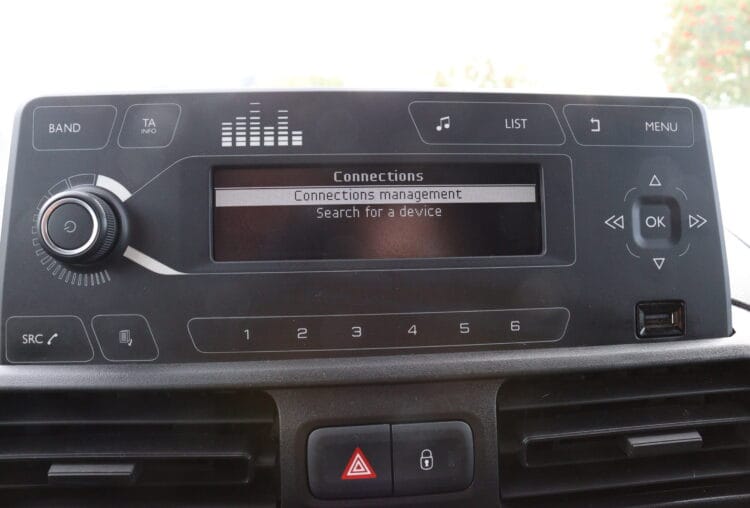 BAND
TA
INFO
LIST
MENU
Connections
Connections management
Search for a device
OK
SRC
1 2 3 4 5 6